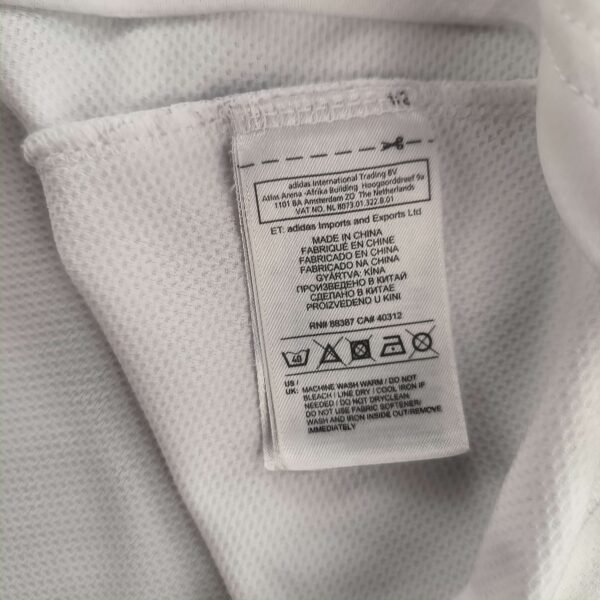 adidas International Trading BV
Atlas Arena -Afrika Building Hoogoorddreef 9a
1101 BA Amsterdam ZO The Netherlands
VAT NO. NL 8073.01.322.B.01
ET. adidas Imports and Exports Ltd
MADE IN CHINA
FABRIQUÉ EN CHINE
FABRICADO EN CHINA
FABRICADO NA CHINA
GYÁRTVA: KÍNA
ПРОИЗВЕДЕНО В КИТАЙ
СДЕЛАНО В КИТАЕ
PROIZVEDENO U KINI
RN# 88387 CA# 40312
40
US /
UK: MACHINE WASH WARM / DO NOT
BLEACH / LINE DRY / COOL IRON IF
NEEDED / DO NOT DRYCLEAN
DO NOT USE FABRIC SOFTENER/
WASH AND IRON INSIDE OUT/REMOVE
IMMEDIATELY